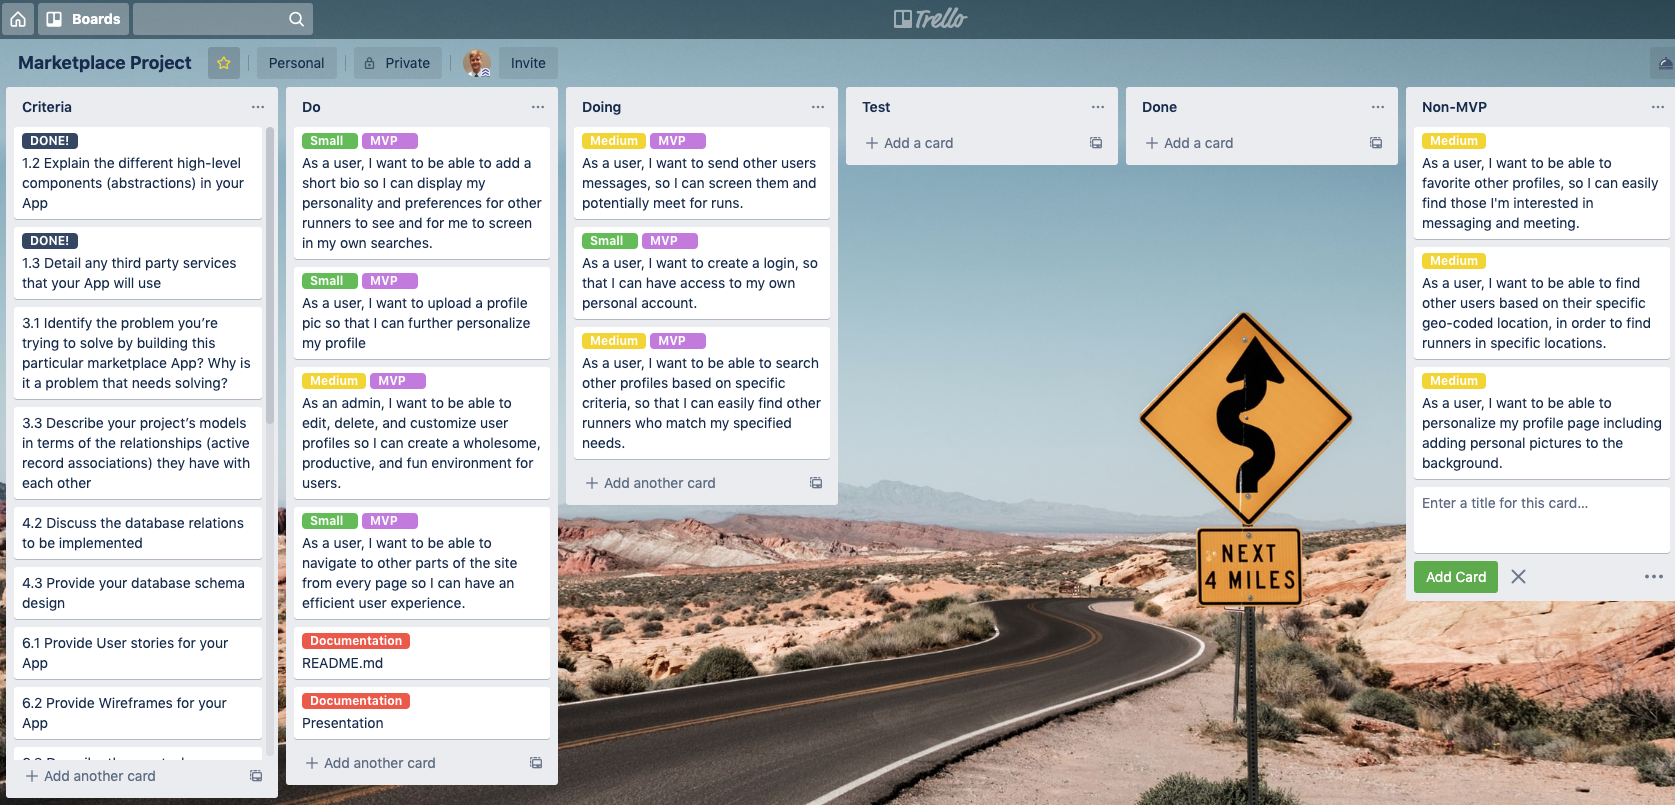 Boards
Trello
Marketplace Project
Personal
Private
Invite
Criteria
DONE!
1.2 Explain the different high-level
components (abstractions) in your
App
DONE!
1.3 Detail any third party services
that your App will use
3.1 Identify the problem you’re
trying to solve by building this
particular marketplace App? Why is
it a problem that needs solving?
3.3 Describe your project’s models
in terms of the relationships (active
record associations) they have with
each other
4.2 Discuss the database relations
to be implemented
4.3 Provide your database schema
design
6.1 Provide User stories for your
App
6.2 Provide Wireframes for your
App
Add another card
Do
Small MVP
As a user, I want to be able to add a
short bio so I can display my
personality and preferences for other
runners to see and for me to screen
in my own searches.
Small MVP
As a user, I want to upload a profile
pic so that I can further personalize
my profile
Medium MVP
As an admin, I want to be able to
edit, delete, and customize user
profiles so I can create a wholesome,
productive, and fun environment for
users.
Small MVP
As a user, I want to be able to
navigate to other parts of the site
from every page so I can have an
efficient user experience.
Documentation
README.md
Documentation
Presentation
Add another card
Doing
Medium MVP
As a user, I want to send other users
messages, so I can screen them and
potentially meet for runs.
Small MVP
As a user, I want to create a login, so
that I can have access to my own
personal account.
Medium MVP
As a user, I want to be able to search
other profiles based on specific
criteria, so that I can easily find other
runners who match my specified
needs.
Add another card
Test
Add a card
Done
Add a card
Non-MVP
Medium
As a user, I want to be able to
favorite other profiles, so I can easily
find those I'm interested in
messaging and meeting.
Medium
As a user, I want to be able to find
other users based on their specific
geo-coded location, in order to find
runners in specific locations.
Medium
As a user, I want to be able to
personalize my profile page including
adding personal pictures to the
background.
Enter a title for this card...
Add Card
NEXT
4 MILES